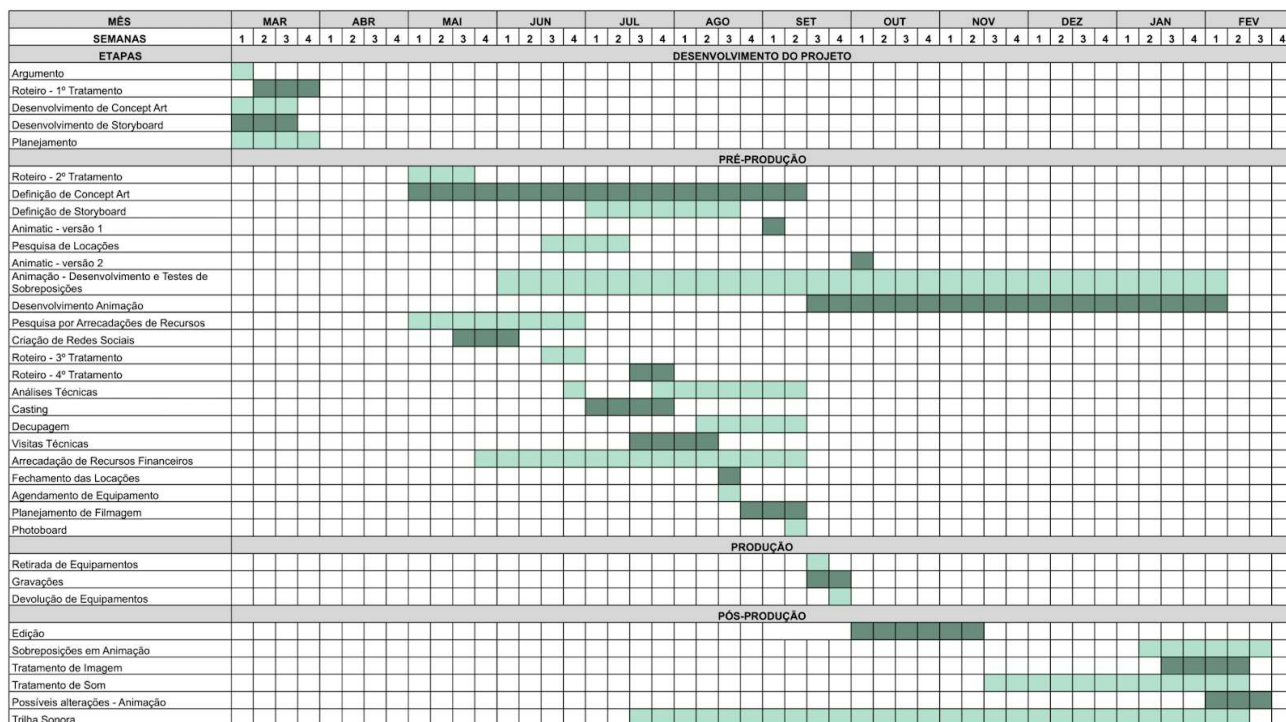 MÊS MAR ABR MAI JUN JUL AGO SET OUT NOV DEZ JAN FEV
SEMANAS 1 2 3 4 1 2 3 4 1 2 3 4 1 2 3 4 1 2 3 4 1 2 3 4 1 2 3 4 1 2 3 4 1 2 3 4 1 2 3 4 1 2 3 4 1 2 3 4
ETAPAS DESENVOLVIMENTO DO PROJETO
Argumento
Roteiro - 1º Tratamento
Desenvolvimento de Concept Art
Desenvolvimento de Storyboard
Planejamento
PRÉ-PRODUÇÃO
Roteiro - 2º Tratamento
Definição de Concept Art
Definição de Storyboard
Animatic - versão 1
Pesquisa de Locações
Animatic - versão 2
Animação - Desenvolvimento e Testes de
Sobreposições
Desenvolvimento Animação
Pesquisa por Arrecadações de Recursos
Criação de Redes Sociais
Roteiro - 3º Tratamento
Roteiro - 4º Tratamento
Análises Técnicas
Casting
Decupagem
Visitas Técnicas
Arrecadação de Recursos Financeiros
Fechamento das Locações
Agendamento de Equipamento
Planejamento de Filmagem
Photoboard
PRODUÇÃO
Retirada de Equipamentos
Gravações
Devolução de Equipamentos
PÓS-PRODUÇÃO
Edição
Sobreposições em Animação
Tratamento de Imagem
Tratamento de Som
Possíveis alterações - Animação
Trilha Sonora